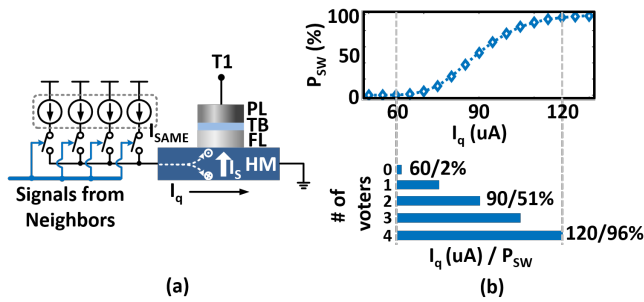 T1
PL
TB
FL
I_SAME
HM
I_S
I_q
Signals from
Neighbors
(a)
P_SW (%)
100
50
0
60
90
120
I_q (uA)
# of
voters
0
60/2%
1
2
90/51%
3
4
120/96%
I_q (uA) / P_SW
(b)